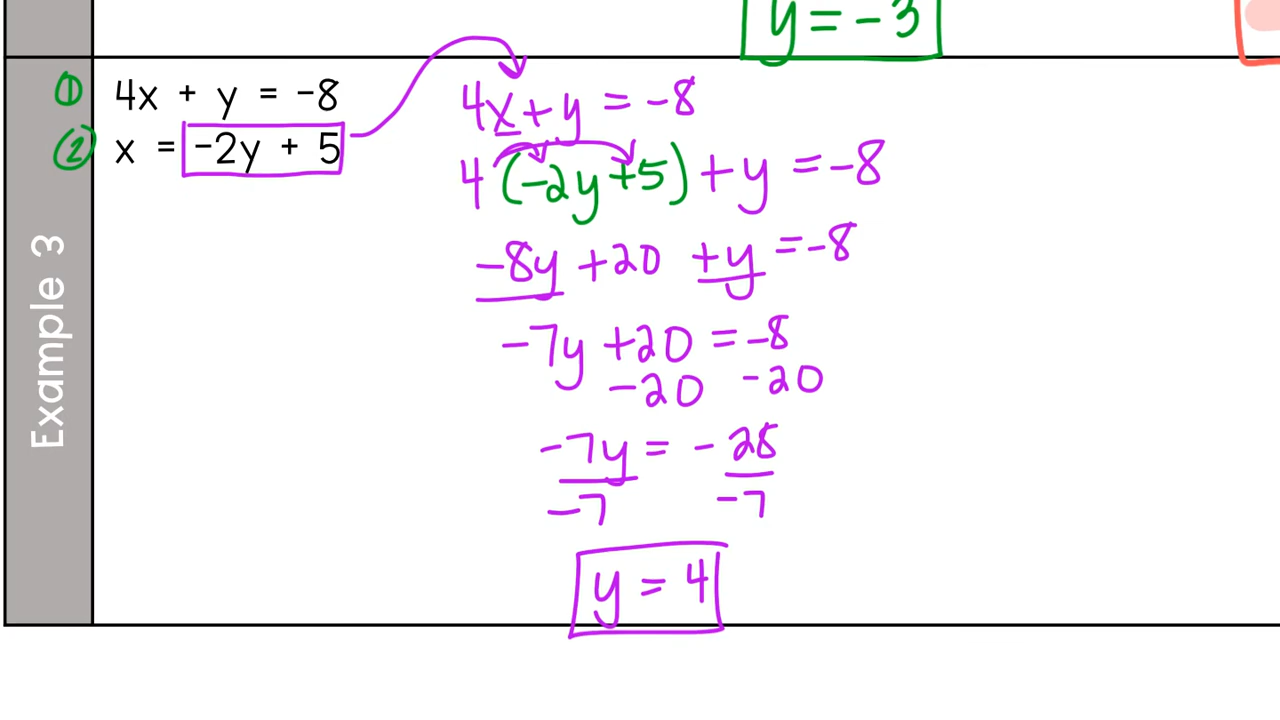 y = -3
Example 3
① 4x + y = -8
② x = -2y + 5
4x + y = -8
4(-2y+5) + y = -8
-8y +20 +y = -8
-7y +20 = -8
-20 -20
-7y = -28
-7 -7
y = 4